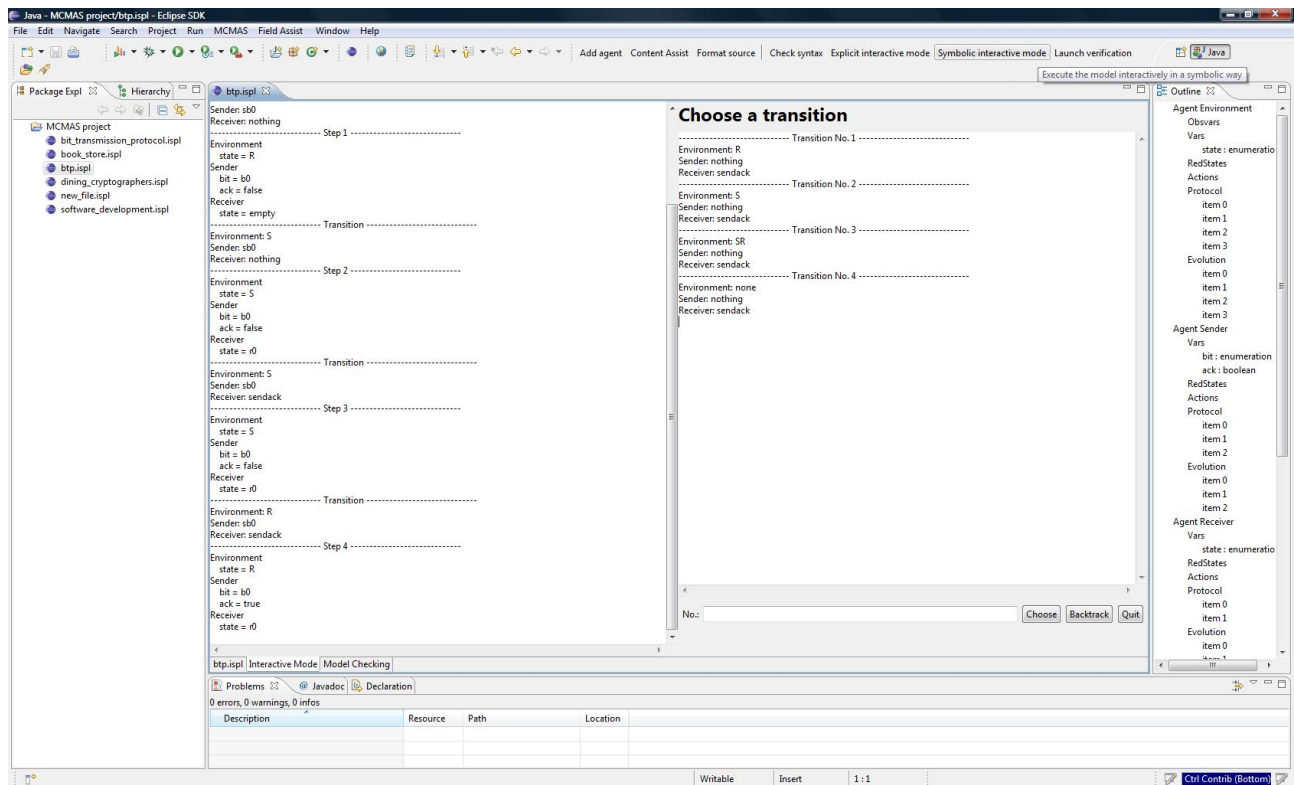 Java - MCMAS project/btp.ispl - Eclipse SDK
File Edit Navigate Search Project Run MCMAS Field Assist Window Help
Add agent Content Assist Format source Check syntax Explicit interactive mode Symbolic interactive mode Launch verification Java
Execute the model interactively in a symbolic way
Package Expl Hierarchy
MCMAS project
bit_transmission_protocol.ispl
book_store.ispl
btp.ispl
dining_cryptographers.ispl
new_file.ispl
software_development.ispl
btp.ispl
Sender: sb0
Receiver: nothing
---------------------------- Step 1 ----------------------------
Environment
state = R
Sender
bit = b0
ack = false
Receiver
state = empty
---------------------------- Transition ----------------------------
Environment: S
Sender: sb0
Receiver: nothing
---------------------------- Step 2 ----------------------------
Environment
state = S
Sender
bit = b0
ack = false
Receiver
state = r0
---------------------------- Transition ----------------------------
Environment: S
Sender: sb0
Receiver: sendack
---------------------------- Step 3 ----------------------------
Environment
state = S
Sender
bit = b0
ack = false
Receiver
state = r0
---------------------------- Transition ----------------------------
Environment: R
Sender: sb0
Receiver: sendack
---------------------------- Step 4 ----------------------------
Environment
state = R
Sender
bit = b0
ack = true
Receiver
state = r0
Choose a transition
---------------------------- Transition No. 1 ----------------------------
Environment: R
Sender: nothing
Receiver: sendack
---------------------------- Transition No. 2 ----------------------------
Environment: S
Sender: nothing
Receiver: sendack
---------------------------- Transition No. 3 ----------------------------
Environment: SR
Sender: nothing
Receiver: sendack
---------------------------- Transition No. 4 ----------------------------
Environment: none
Sender: nothing
Receiver: sendack
No.: Choose Backtrack Quit
btp.ispl Interactive Mode Model Checking
Outline
Agent Environment
Obsvars
Vars
state : enumeratio
RedStates
Actions
Protocol
item 0
item 1
item 2
item 3
Evolution
item 0
item 1
item 2
item 3
Agent Sender
Vars
bit : enumeration
ack : boolean
RedStates
Actions
Protocol
item 0
item 1
item 2
Evolution
item 0
item 1
item 2
Agent Receiver
Vars
state : enumeratio
RedStates
Actions
Protocol
item 0
item 1
Evolution
item 0
item 1
Problems @ Javadoc Declaration
0 errors, 0 warnings, 0 infos
Description Resource Path Location
Writable Insert 1 : 1 Ctrl Contrib (Bottom)